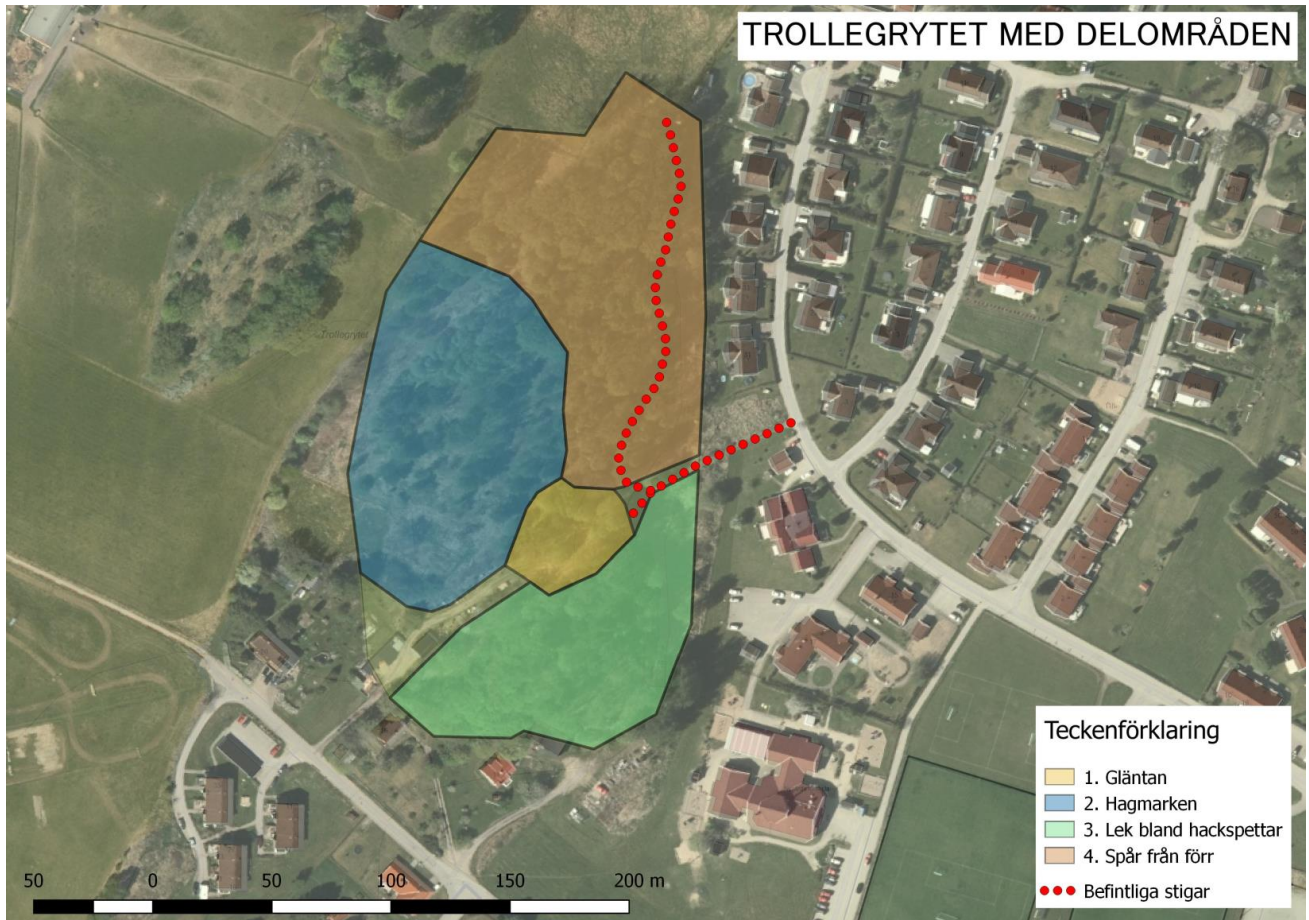 TROLLEGRYTET MED DELOMRÅDEN
Trollegrytet
Teckenförklaring
1. Gläntan
2. Hagmarken
3. Lek bland hackspettar
4. Spår från förr
Befintliga stigar
50 0 50 100 150 200 m